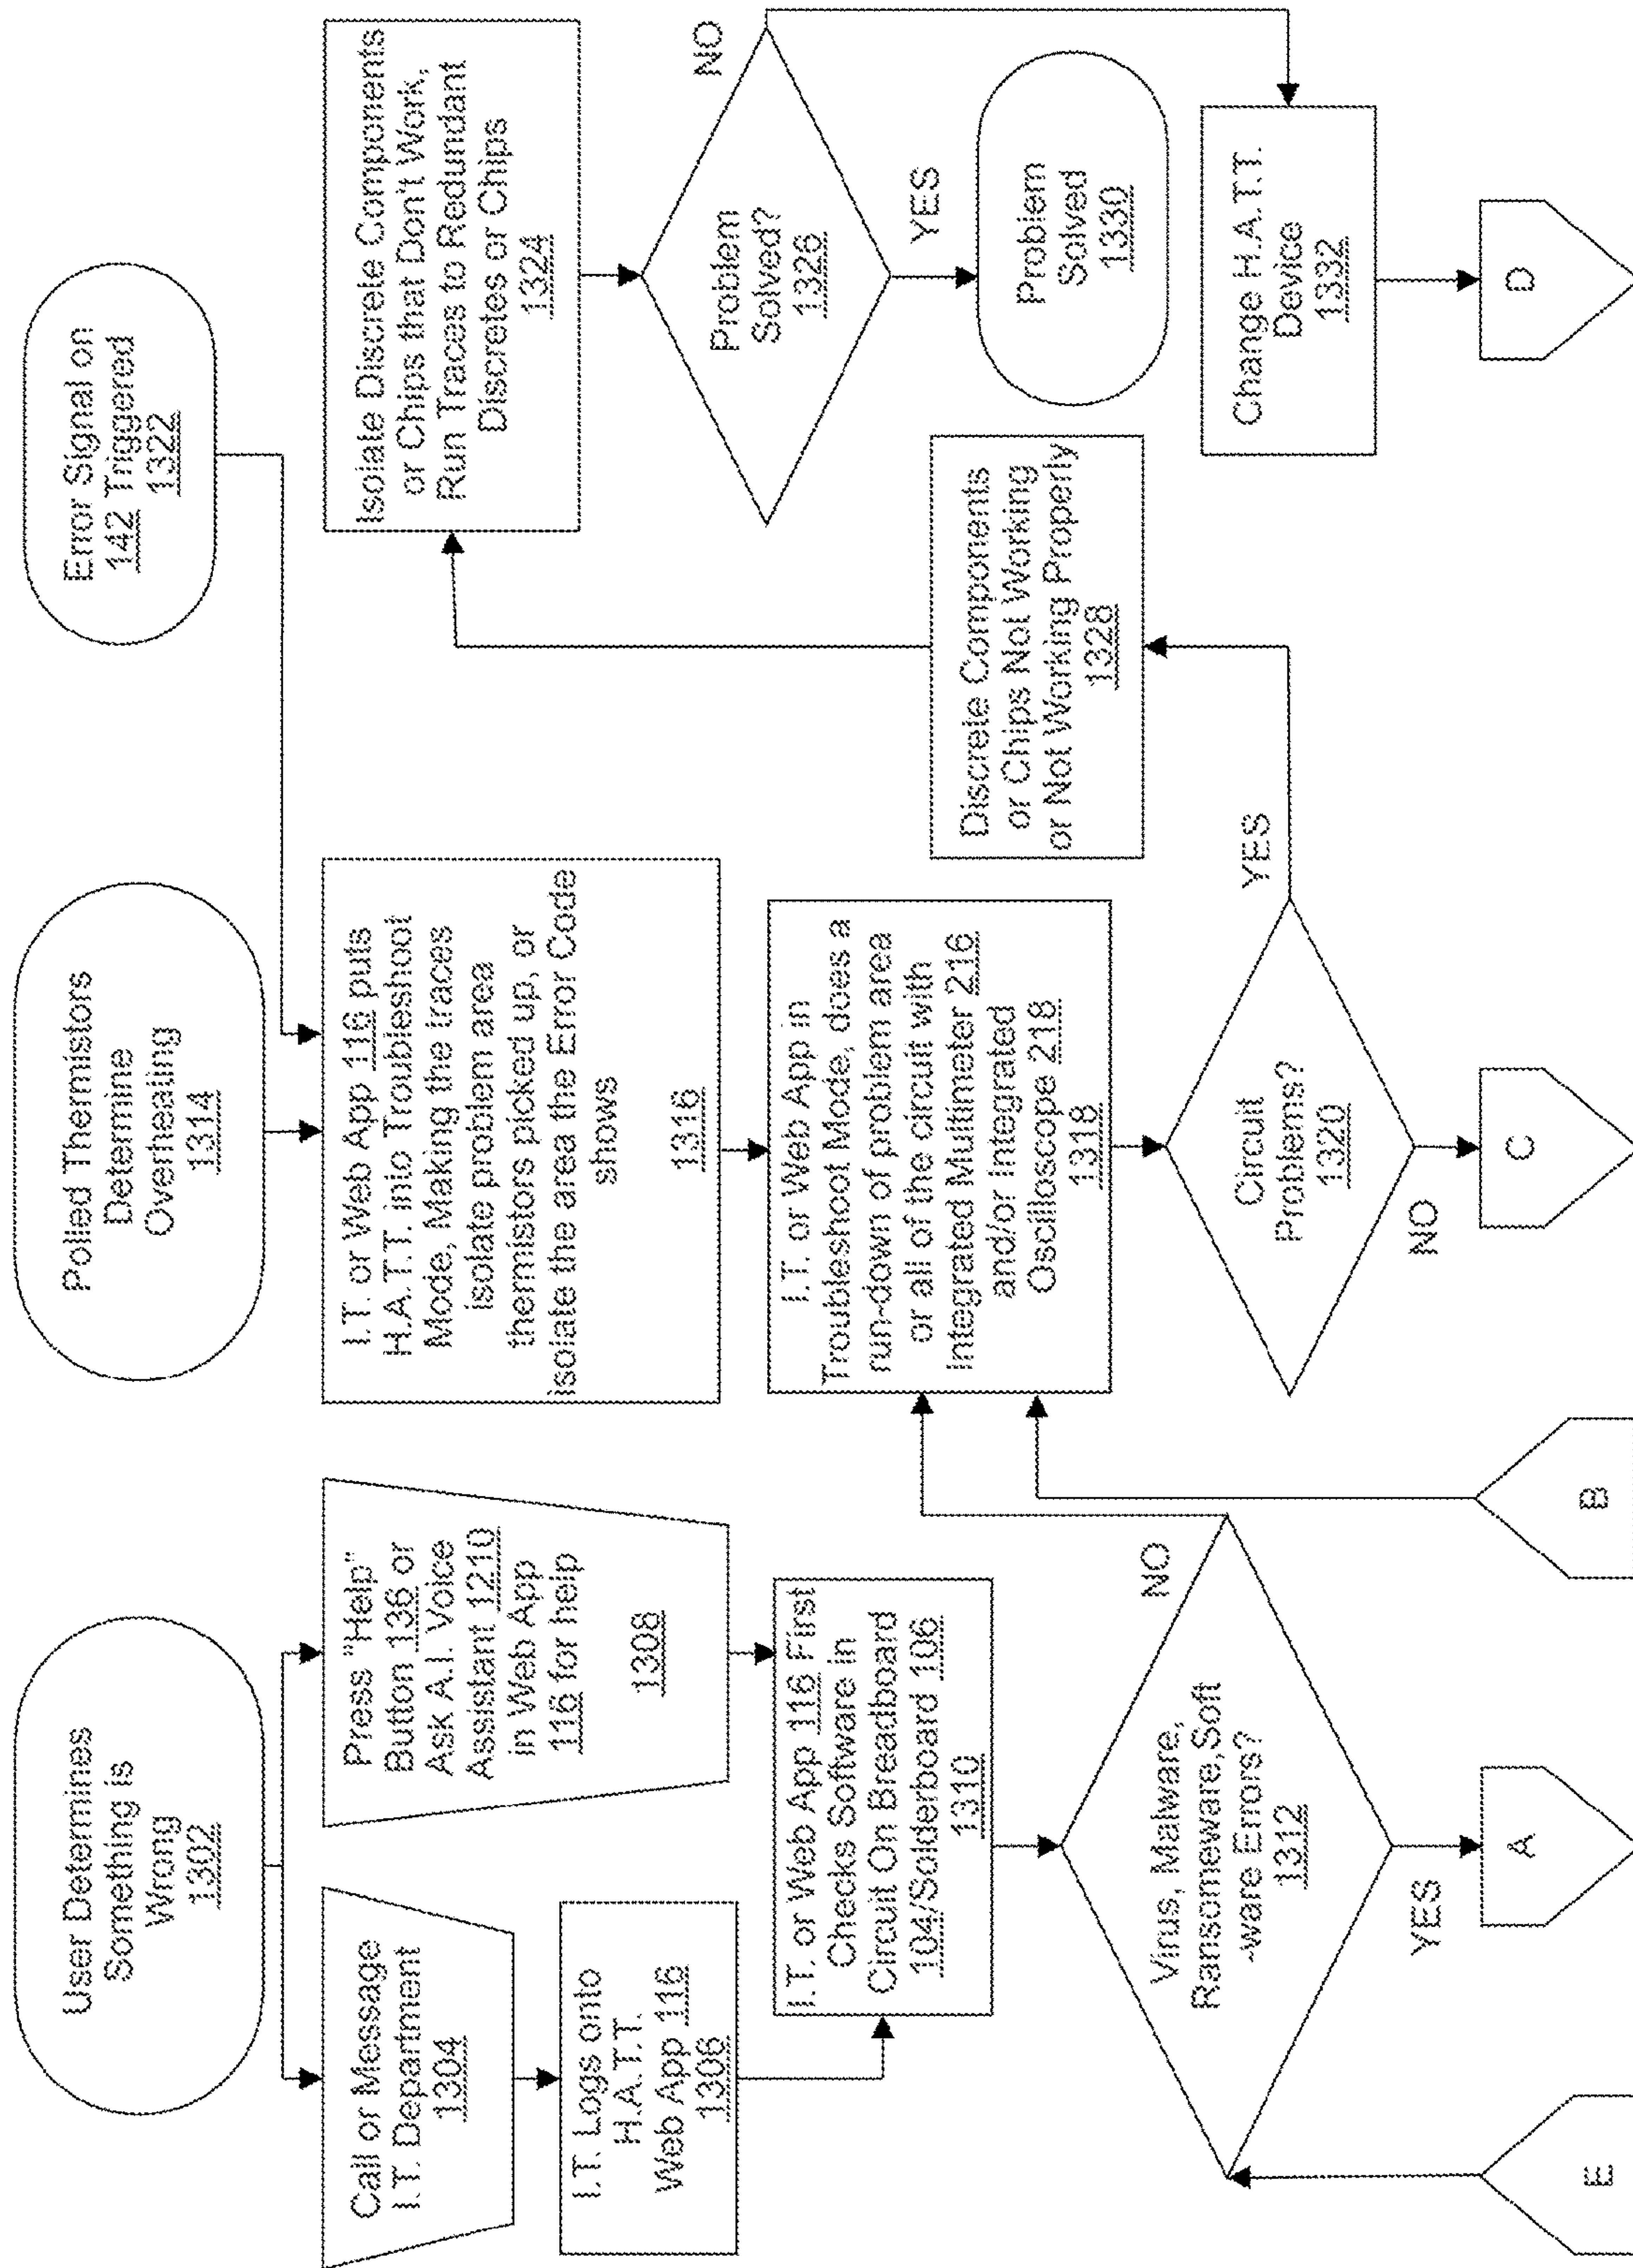 User Determines
Something is
Wrong
1302
Call or Message
I.T. Department
1304
I.T. Logs onto
H.A.T.T.
Web App 116
1306
Press "Help"
Button 136 or
Ask A.I. Voice
Assistant 1210
in Web App
116 for help
1308
I.T. or Web App 116 First
Checks Software in
Circuit On Breadboard
104/Solderboard 106
1310
Virus, Malware,
Ransomeware,Soft
-ware Errors?
1312
NO
YES
E
A
B
Polled Thermistors
Determine
Overheating
1314
I.T. or Web App 116 puts
H.A.T.T. into Troubleshoot
Mode, Making the traces
isolate problem area
thermistors picked up, or
isolate the area the Error Code
shows
1316
I.T. or Web App in
Troubleshoot Mode, does a
run-down of problem area
or all of the circuit with
Integrated Multimeter 216
and/or Integrated
Oscilloscope 218
1318
Circuit
Problems?
1320
YES
NO
C
Error Signal on
142 Triggered
1322
Isolate Discrete Components
or Chips that Don't Work,
Run Traces to Redundant
Discretes or Chips
1324
Problem
Solved?
1326
NO
YES
Discrete Components
or Chips Not Working
or Not Working Properly
1328
Problem
Solved
1330
Change H.A.T.T.
Device
1332
D